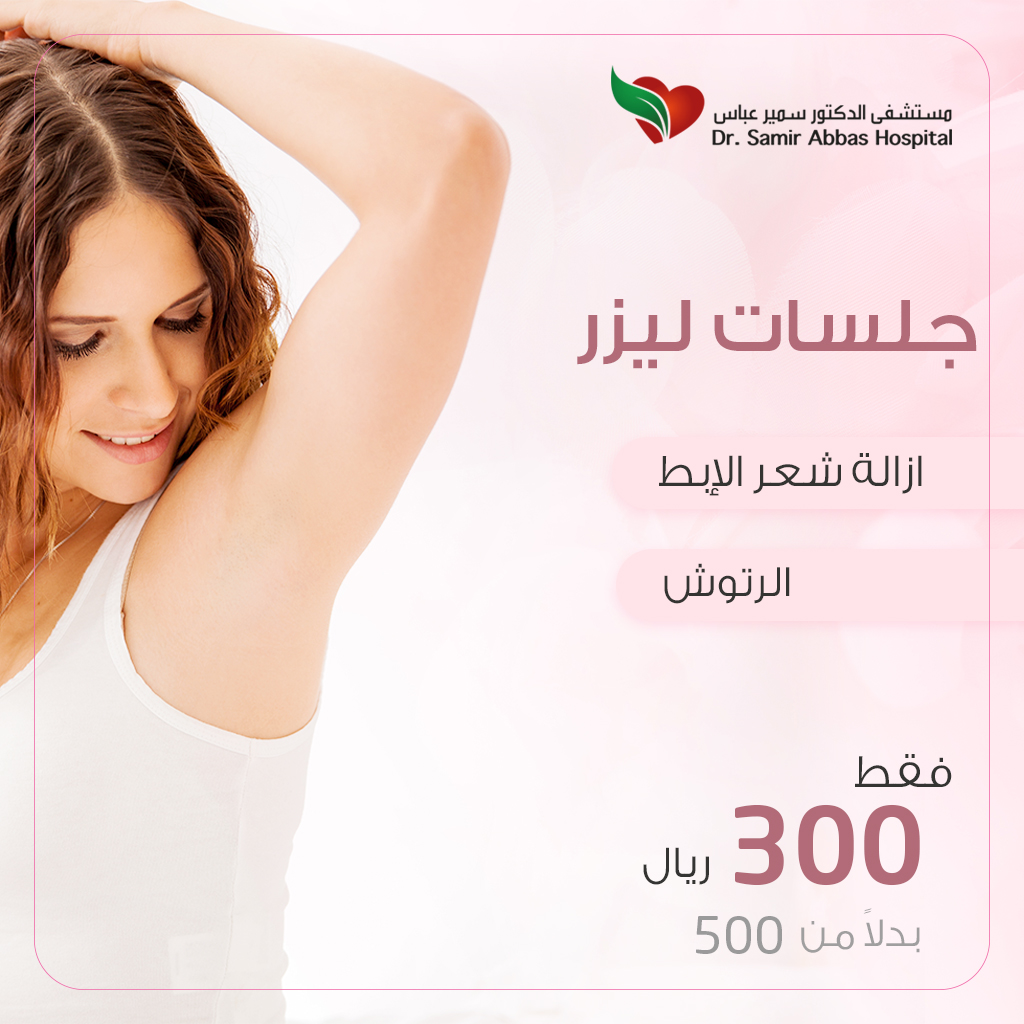 مستشفى الدكتور سمير عباس
Dr. Samir Abbas Hospital
جلسات ليزر
ازالة شعر الإبط
الرتوش
فقط
300 ريال
بدلاً من 500